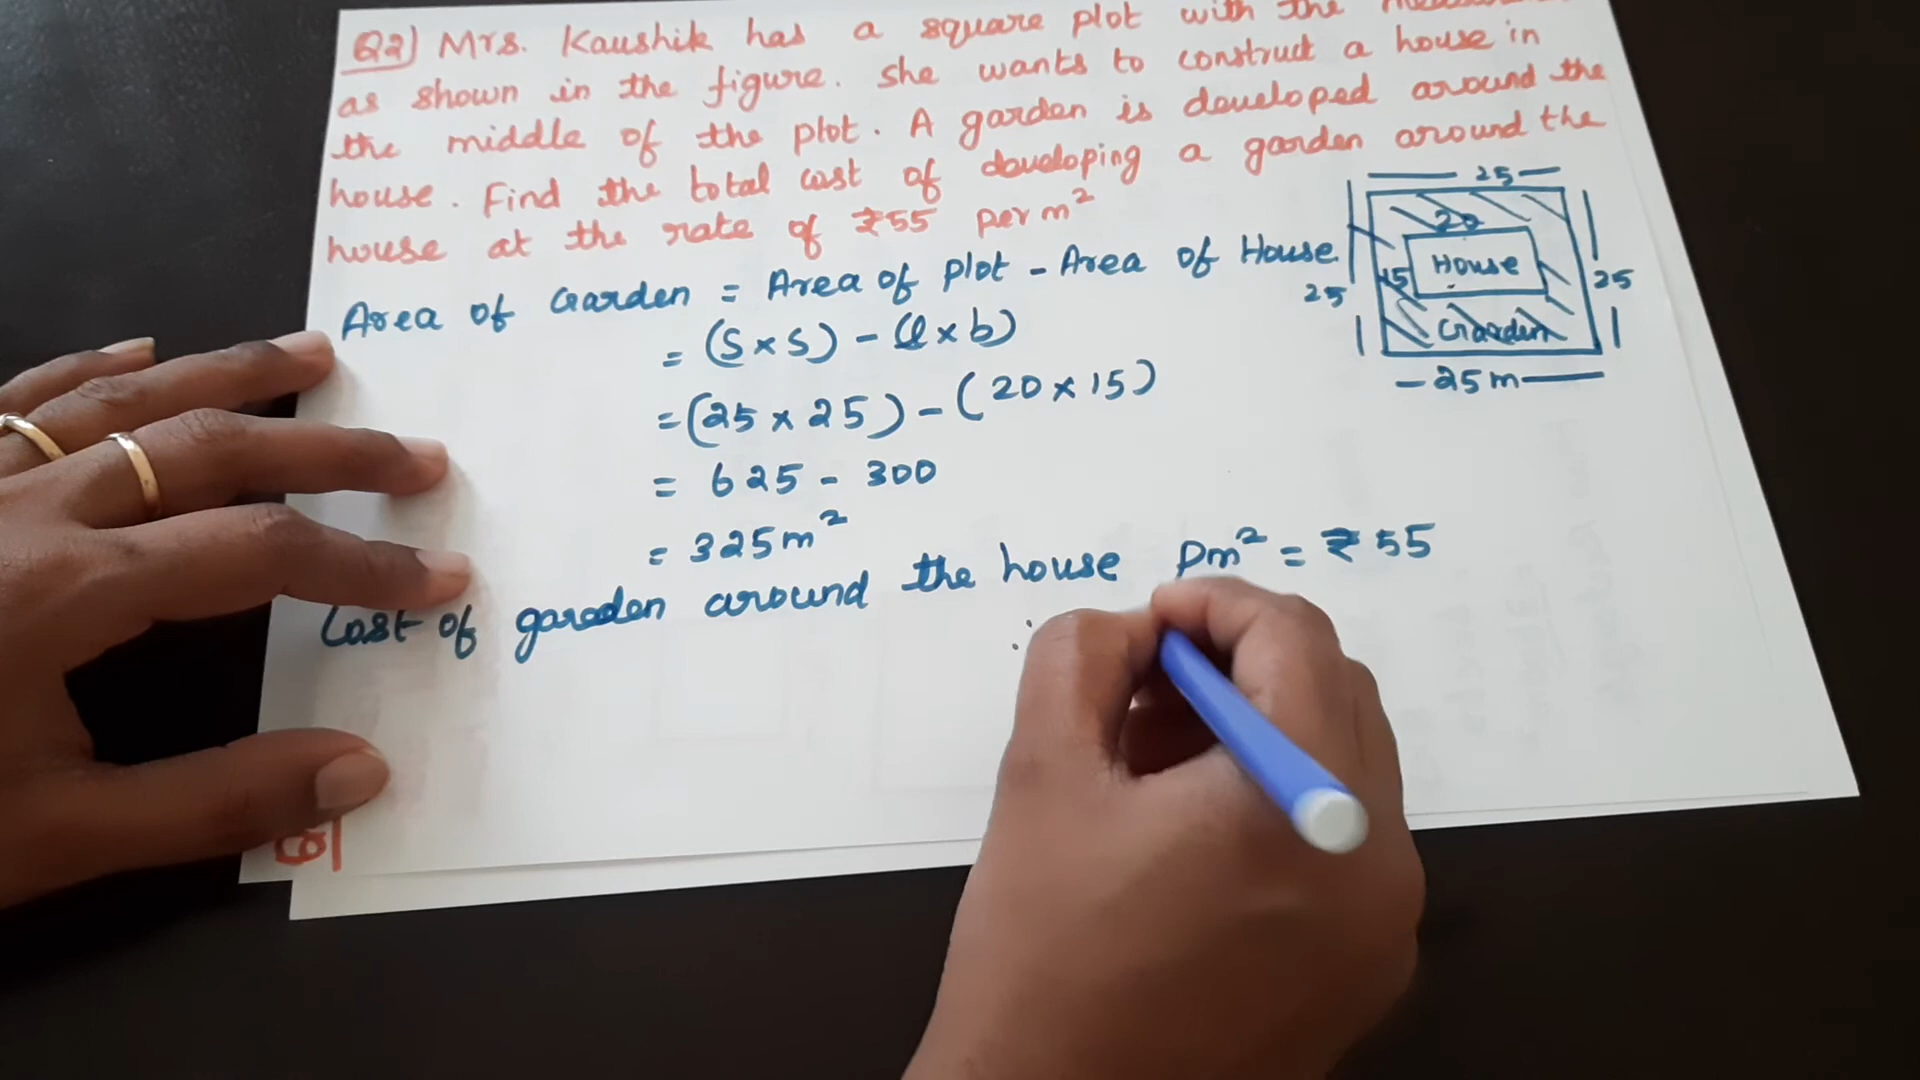 Q2) Mrs. Kaushik has a square plot with the
as shown in the figure. she wants to construct a house in
the middle of the plot. A garden is developed around the
house. Find the total cost of developing a garden around the
house at the rate of ₹55 per m²
Area of Garden = Area of plot - Area of House.
= (S × S) - (l × b)
= (25 × 25) - (20 × 15)
= 625 - 300
= 325m²
Cost of garden around the house pm² = ₹55
∴
25
20
House
15
25
25
Garden
25m